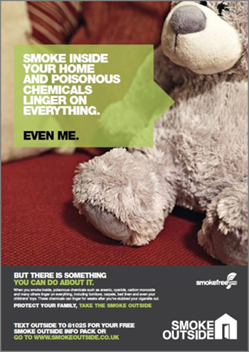 SMOKE INSIDE
YOUR HOME
AND POISONOUS
CHEMICALS
LINGER ON
EVERYTHING.
EVEN ME.
BUT THERE IS SOMETHING
YOU CAN DO ABOUT IT.
smokefree
When you smoke inside, poisonous chemicals such as arsenic, cyanide, carbon monoxide
and many others linger on everything, including furniture, carpets, bed linen and even your
childrens' toys. These chemicals can linger for weeks after you've stubbed your cigarette out.
PROTECT YOUR FAMILY, TAKE THE SMOKE OUTSIDE
TEXT OUTSIDE TO 81025 FOR YOUR FREE
SMOKE OUTSIDE INFO PACK OR
GO TO WWW.SMOKEOUTSIDE.CO.UK
SMOKE
OUTSIDE